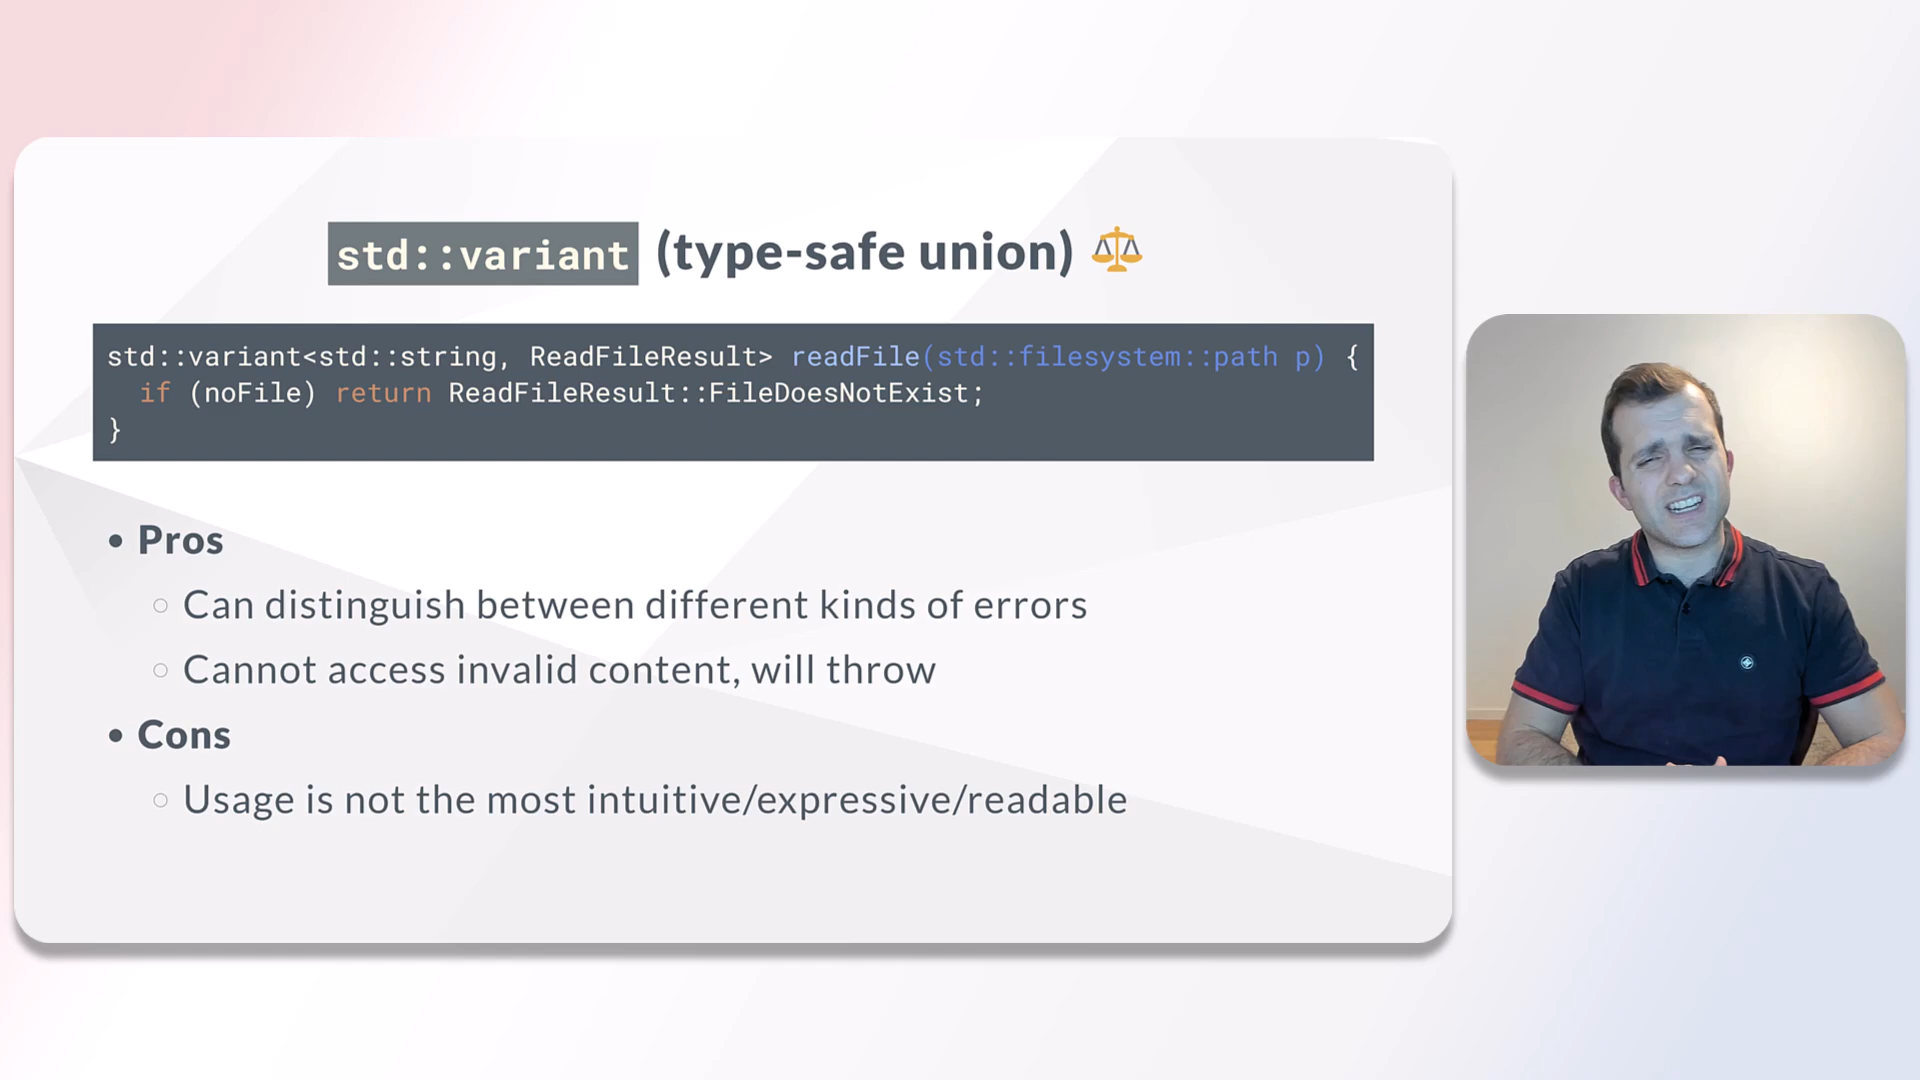 std::variant (type-safe union)
std::variant<std::string, ReadFileResult> readFile(std::filesystem::path p) {
if (noFile) return ReadFileResult::FileDoesNotExist;
}
• Pros
○ Can distinguish between different kinds of errors
○ Cannot access invalid content, will throw
• Cons
○ Usage is not the most intuitive/expressive/readable